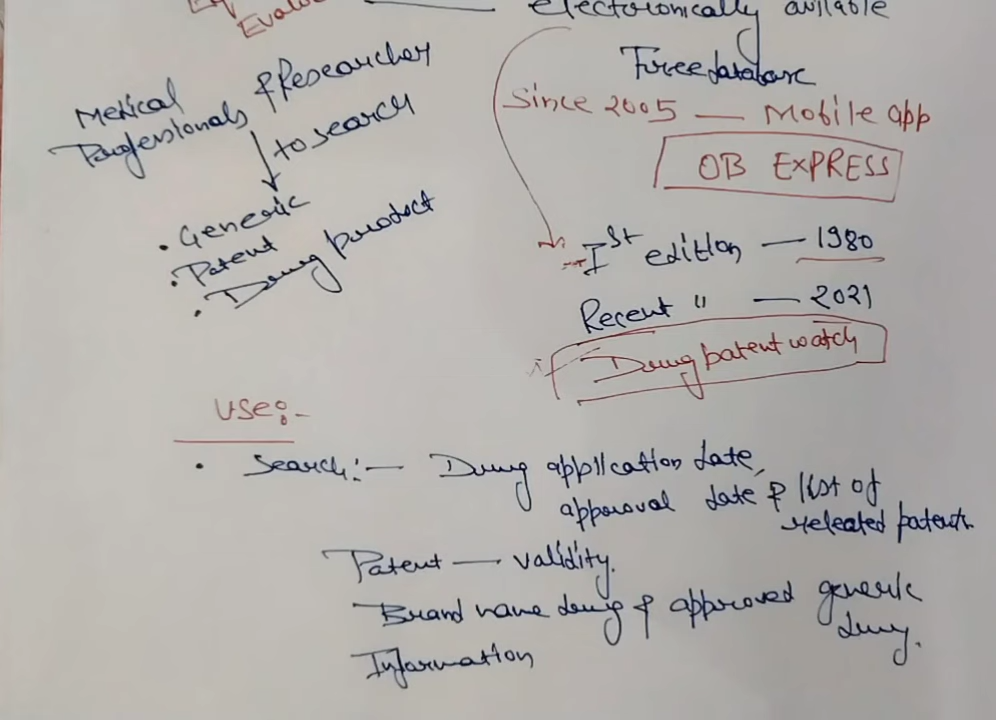 Evalu
electoronically avilable
Free database
Since 2005 — Mobile app
OB EXPRESS
Medical
Professionals & Researcher
to search
• Generic
• Patent
• Drug product
Ist edition — 1980
Recent " — 2021
Drug patent watch
USE:-
• Search:— Drug application date,
approval date & list of
releated patents.
Patent — validity.
Brand name drug & approved generic
drug.
Information